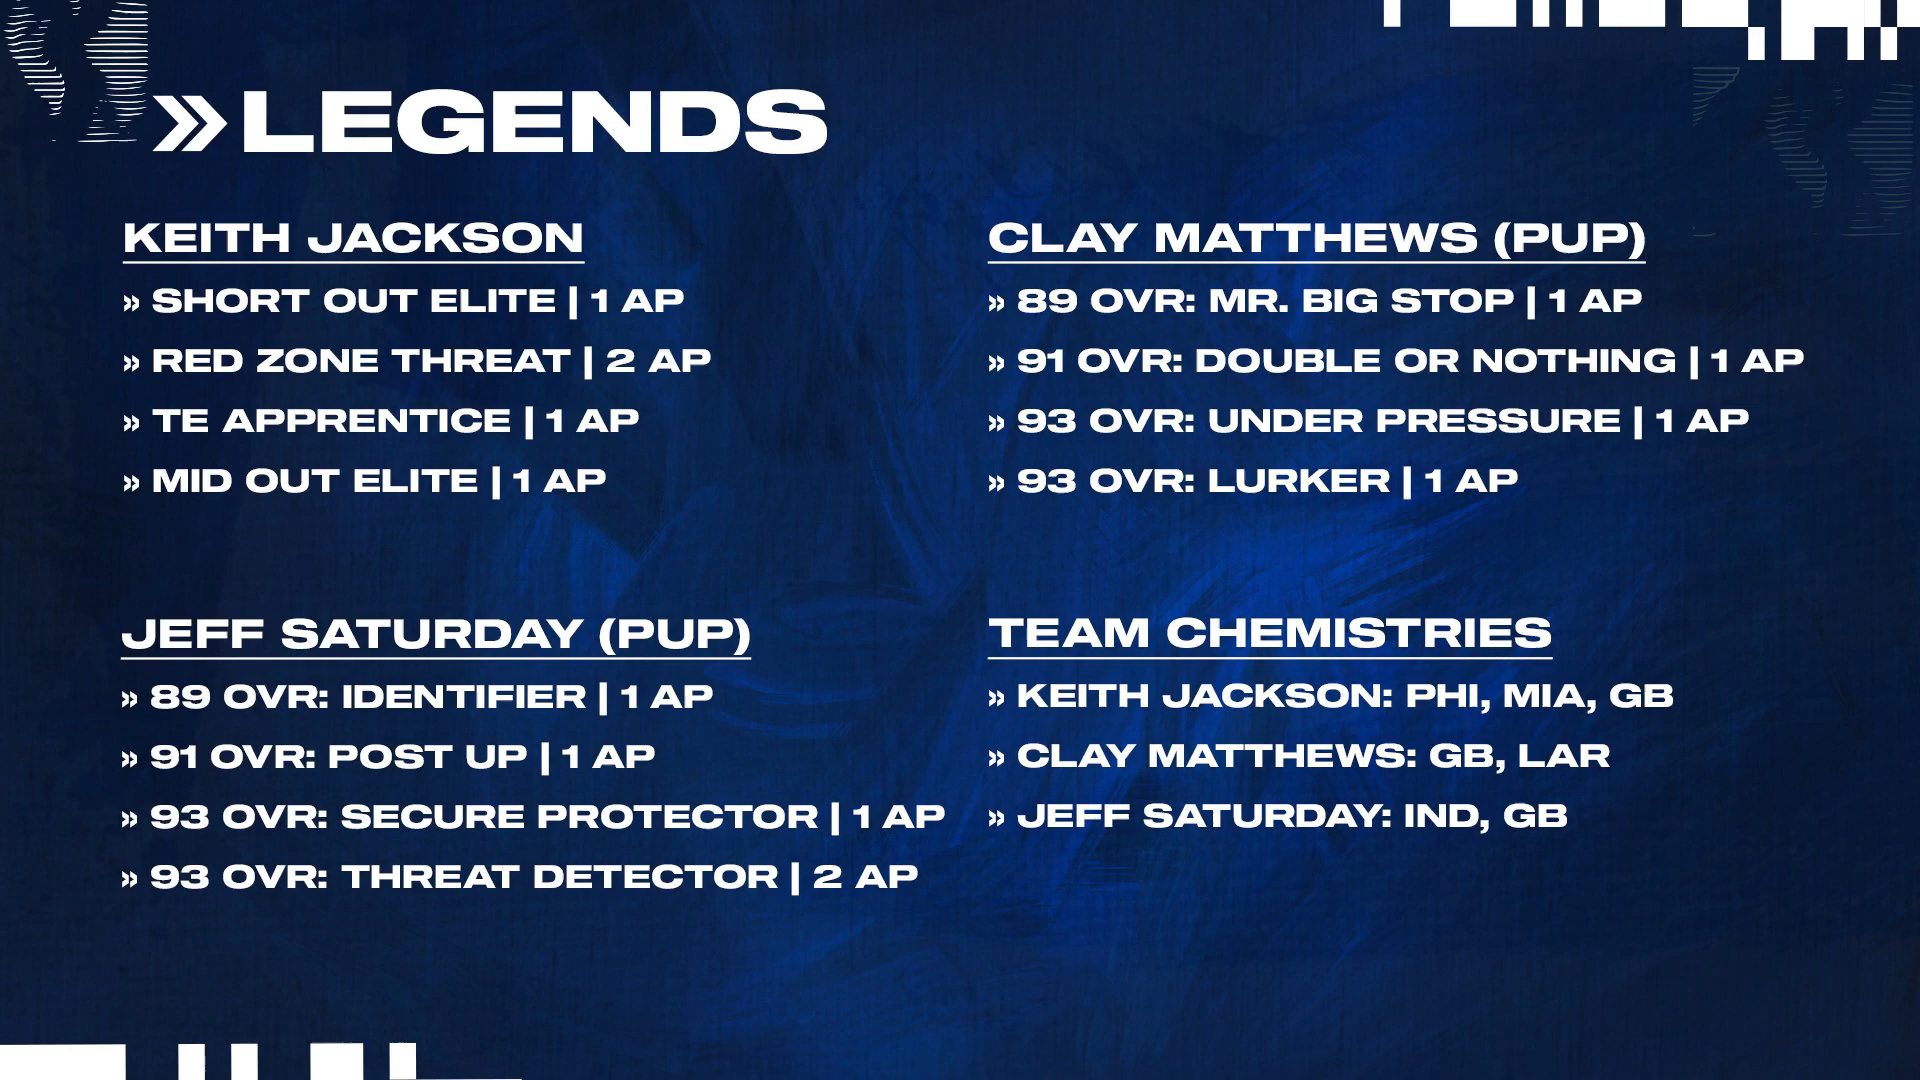 » LEGENDS
KEITH JACKSON
» SHORT OUT ELITE | 1 AP
» RED ZONE THREAT | 2 AP
» TE APPRENTICE | 1 AP
» MID OUT ELITE | 1 AP
CLAY MATTHEWS (PUP)
» 89 OVR: MR. BIG STOP | 1 AP
» 91 OVR: DOUBLE OR NOTHING | 1 AP
» 93 OVR: UNDER PRESSURE | 1 AP
» 93 OVR: LURKER | 1 AP
JEFF SATURDAY (PUP)
» 89 OVR: IDENTIFIER | 1 AP
» 91 OVR: POST UP | 1 AP
» 93 OVR: SECURE PROTECTOR | 1 AP
» 93 OVR: THREAT DETECTOR | 2 AP
TEAM CHEMISTRIES
» KEITH JACKSON: PHI, MIA, GB
» CLAY MATTHEWS: GB, LAR
» JEFF SATURDAY: IND, GB